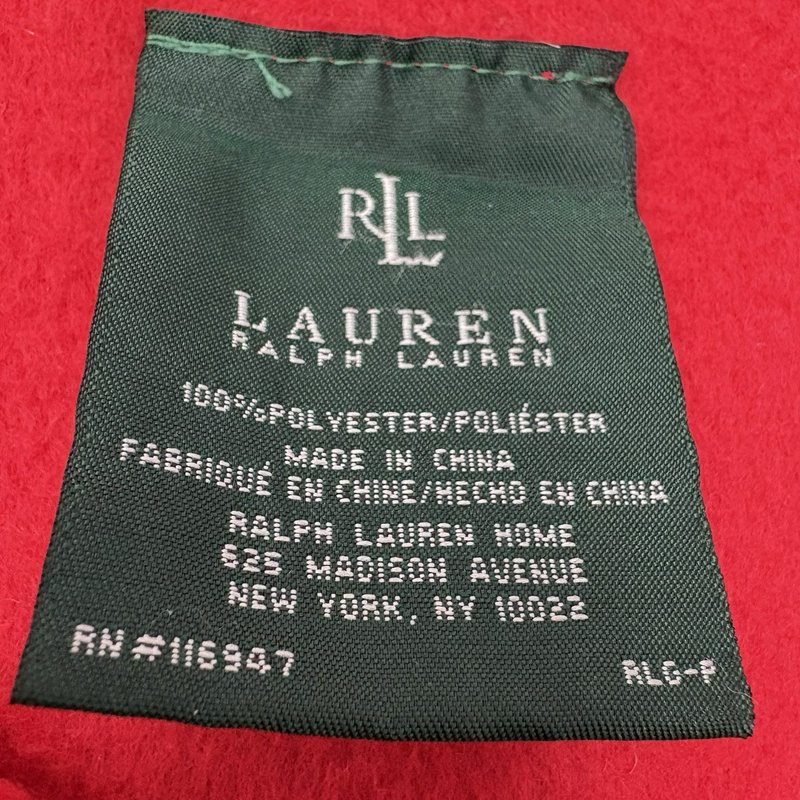 RLL
LAUREN
RALPH LAUREN
100%POLYESTER/POLIÉSTER
MADE IN CHINA
FABRIQUÉ EN CHINE/HECHO EN CHINA
RALPH LAUREN HOME
625 MADISON AVENUE
NEW YORK, NY 10022
RN #116947
RLG-P